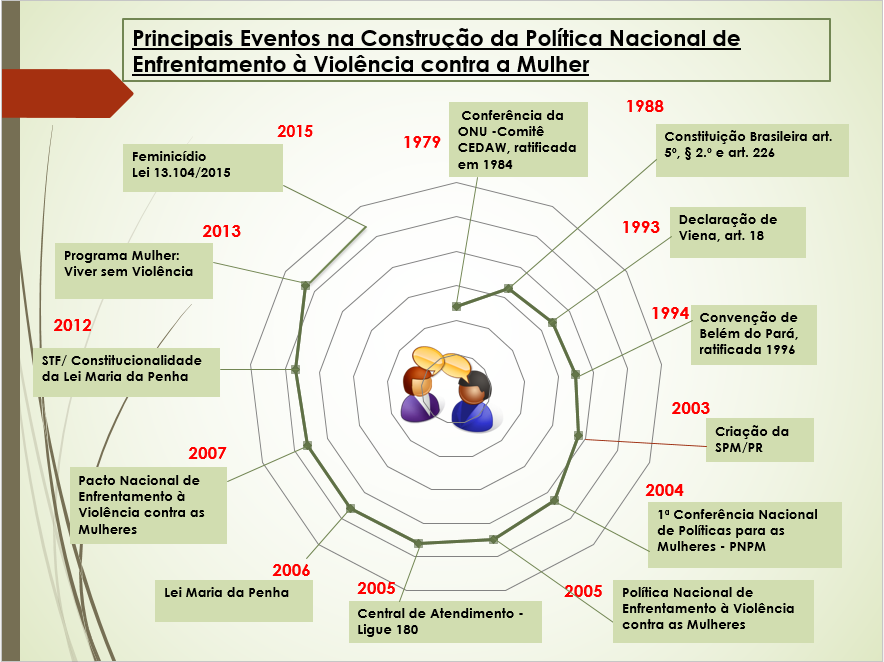 Principais Eventos na Construção da Política Nacional de
Enfrentamento à Violência contra a Mulher
1979
Conferência da
ONU -Comitê
CEDAW, ratificada
em 1984
1988
Constituição Brasileira art.
5º, § 2.º e art. 226
1993
Declaração de
Viena, art. 18
1994
Convenção de
Belém do Pará,
ratificada 1996
2003
Criação da
SPM/PR
2004
1ª Conferência Nacional
de Políticas para as
Mulheres - PNPM
2005
Política Nacional de
Enfrentamento à Violência
contra as Mulheres
2005
Central de Atendimento -
Ligue 180
2006
Lei Maria da Penha
2007
Pacto Nacional de
Enfrentamento à
Violência contra as
Mulheres
2012
STF/ Constitucionalidade
da Lei Maria da Penha
2013
Programa Mulher:
Viver sem Violência
2015
Feminicídio
Lei 13.104/2015